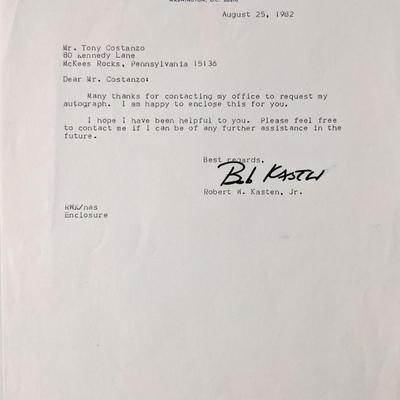 WASHINGTON, D.C. 20510
August 25, 1982
Mr. Tony Costanzo
80 Kennedy Lane
McKees Rocks, Pennsylvania 15136
Dear Mr. Costanzo:
Many thanks for contacting my office to request my
autograph. I am happy to enclose this for you.
I hope I have been helpful to you. Please feel free
to contact me if I can be of any further assistance in the
future.
Best regards,
Bob Kasten
Robert W. Kasten, Jr.
RWK/nas
Enclosure